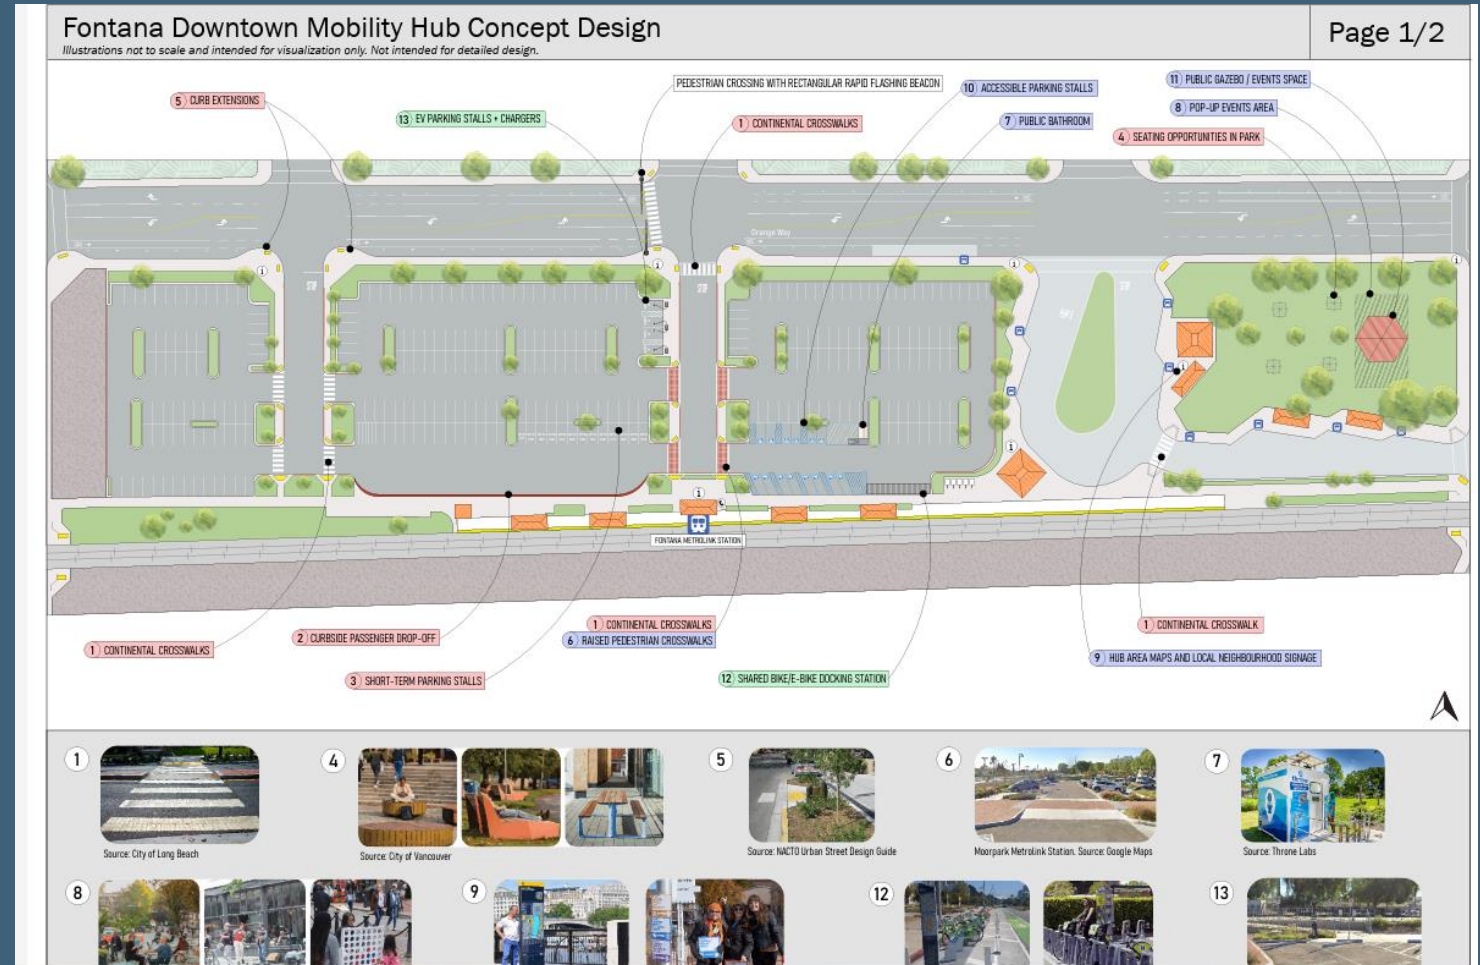 Fontana Downtown Mobility Hub Concept Design
Illustrations not to scale and intended for visualization only. Not intended for detailed design.
Page 1/2
5 CURB EXTENSIONS
13 EV PARKING STALLS + CHARGERS
PEDESTRIAN CROSSING WITH RECTANGULAR RAPID FLASHING BEACON
1 CONTINENTAL CROSSWALKS
10 ACCESSIBLE PARKING STALLS
7 PUBLIC BATHROOM
11 PUBLIC GAZEBO / EVENTS SPACE
8 POP-UP EVENTS AREA
4 SEATING OPPORTUNITIES IN PARK
Orange Way
FONTANA METROLINK STATION
1 CONTINENTAL CROSSWALKS
2 CURBSIDE PASSENGER DROP-OFF
3 SHORT-TERM PARKING STALLS
1 CONTINENTAL CROSSWALKS
6 RAISED PEDESTRIAN CROSSWALKS
12 SHARED BIKE/E-BIKE DOCKING STATION
1 CONTINENTAL CROSSWALK
9 HUB AREA MAPS AND LOCAL NEIGHBOURHOOD SIGNAGE
1
Source: City of Long Beach
4
Source: City of Vancouver
5
Source: NACTO Urban Street Design Guide
6
Moorpark Metrolink Station. Source: Google Maps
7
Source: Throne Labs
8
9
12
13